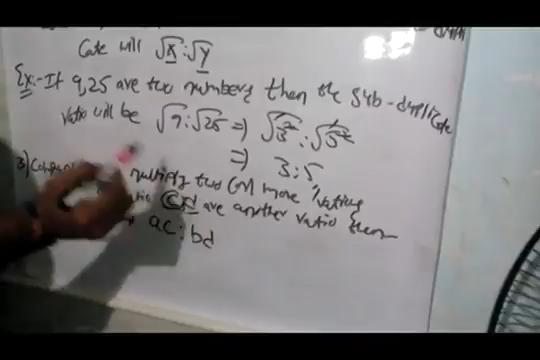 Cate will √x : √y
Ex:- If 9,25 are two numbers then the Sub-duplicate
ratio will be √9 : √25 ⇒ √3² : √5²
⇒ 3:5
3) multiply two or more ratios
c:d are another ratio then
ac : bd